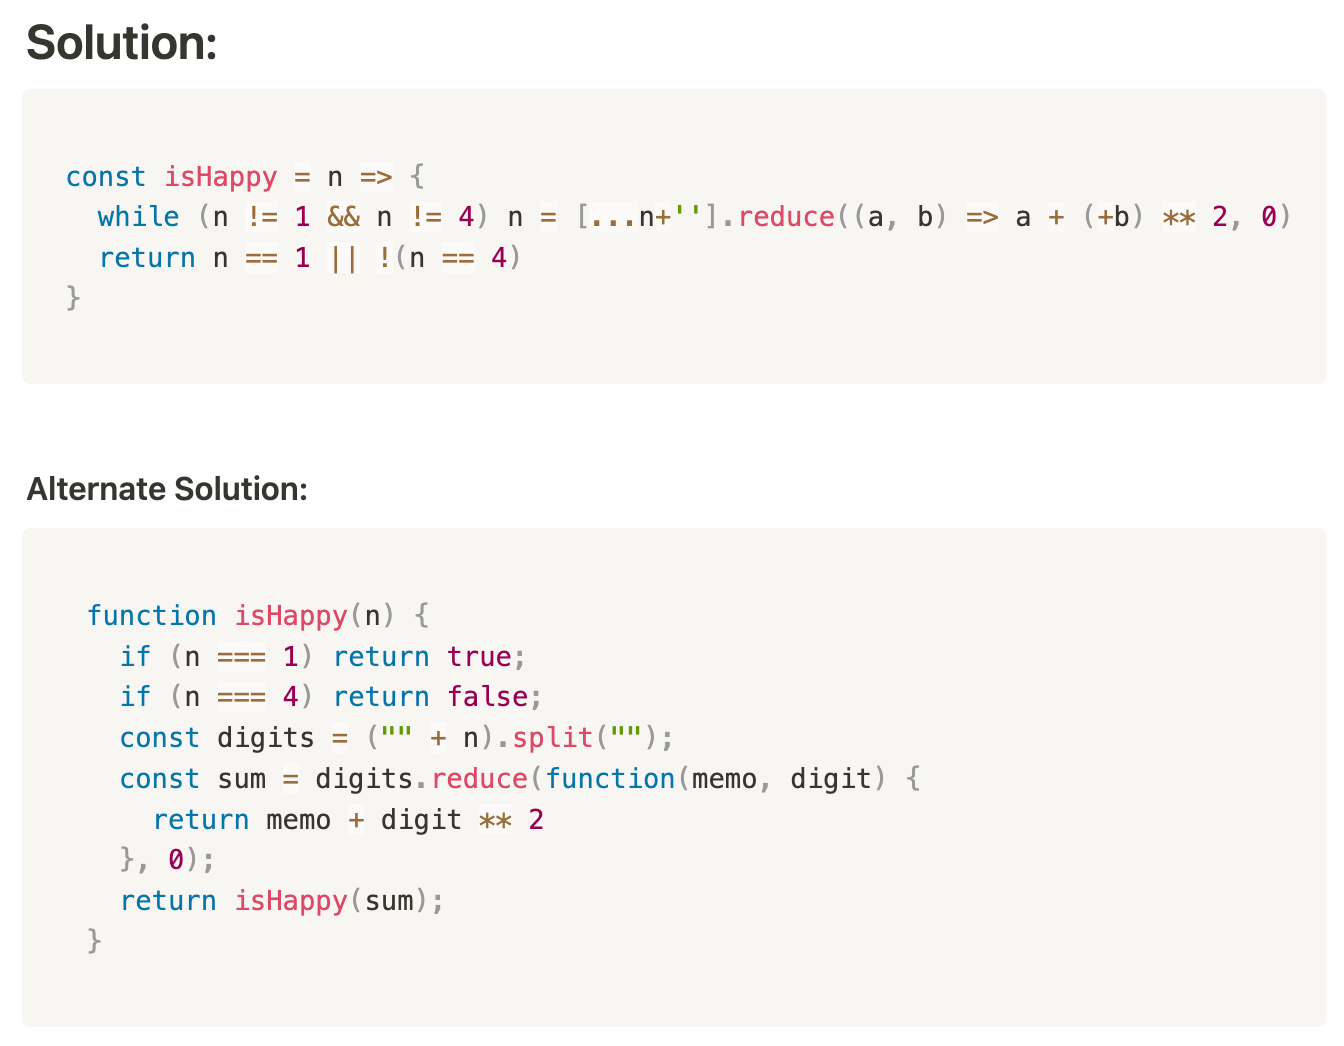 Solution:
const isHappy = n => {
  while (n != 1 && n != 4) n = [...n+''].reduce((a, b) => a + (+b) ** 2, 0)
  return n == 1 || !(n == 4)
}
Alternate Solution:
function isHappy(n) {
  if (n === 1) return true;
  if (n === 4) return false;
  const digits = ("" + n).split("");
  const sum = digits.reduce(function(memo, digit) {
    return memo + digit ** 2
  }, 0);
  return isHappy(sum);
}